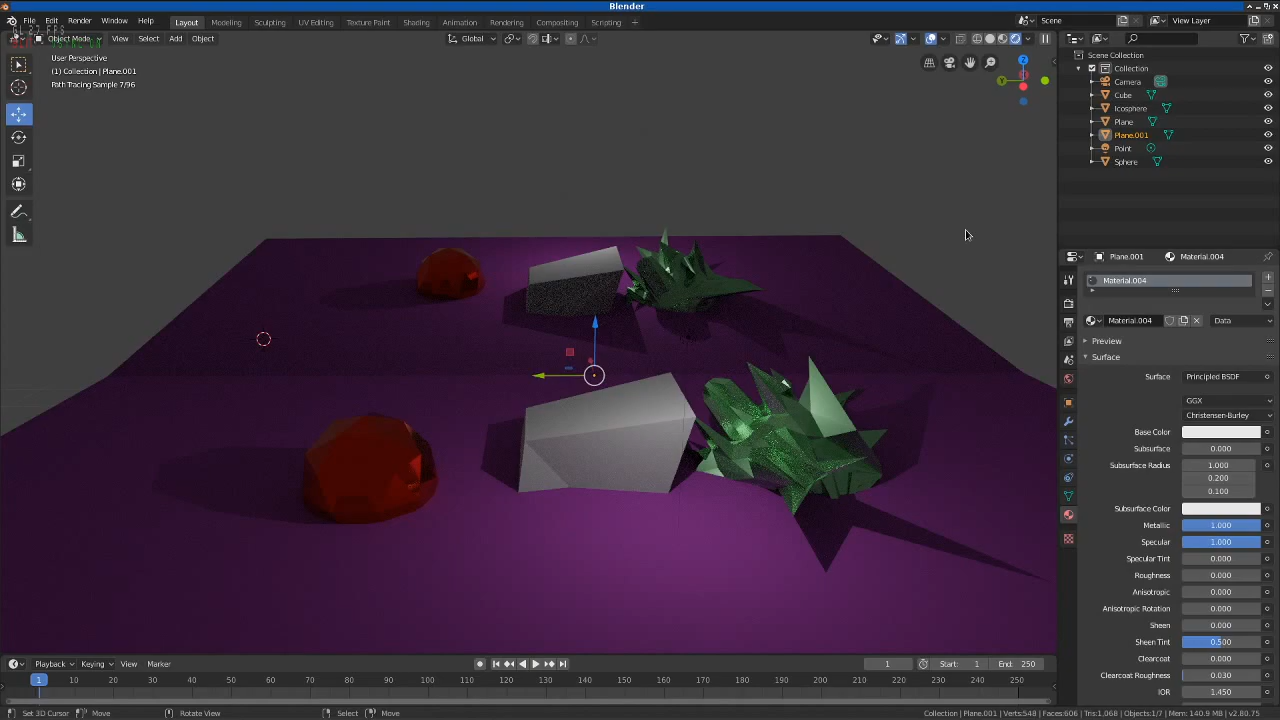 Blender
File Edit Render Window Help Layout Modeling Sculpting UV Editing Texture Paint Shading Animation Rendering Compositing Scripting + Scene View Layer
Object Mode View Select Add Object Global
User Perspective
(1) Collection | Plane.001
Path Tracing Sample 7/96
Z
Y
Scene Collection
Collection
Camera
Cube
Icosphere
Plane
Plane.001
Point
Sphere
Plane.001 Material.004
Material.004
Material.004 Data
Preview
Surface
Surface Principled BSDF
GGX
Christensen-Burley
Base Color
Subsurface 0.000
Subsurface Radius 1.000
0.200
0.100
Subsurface Color
Metallic 1.000
Specular 1.000
Specular Tint 0.000
Roughness 0.000
Anisotropic 0.000
Anisotropic Rotation 0.000
Sheen 0.000
Sheen Tint 0.500
Clearcoat 0.000
Clearcoat Roughness 0.030
IOR 1.450
Playback Keying View Marker 1 Start: 1 End: 250
1 10 20 30 40 50 60 70 80 90 100 110 120 130 140 150 160 170 180 190 200 210 220 230 240 250
Set 3D Cursor Move Rotate View Select Move Collection | Plane.001 | Verts:548 | Faces:606 | Tris:1,068 | Objects:1/7 | Mem: 140.9 MB | v2.80.75